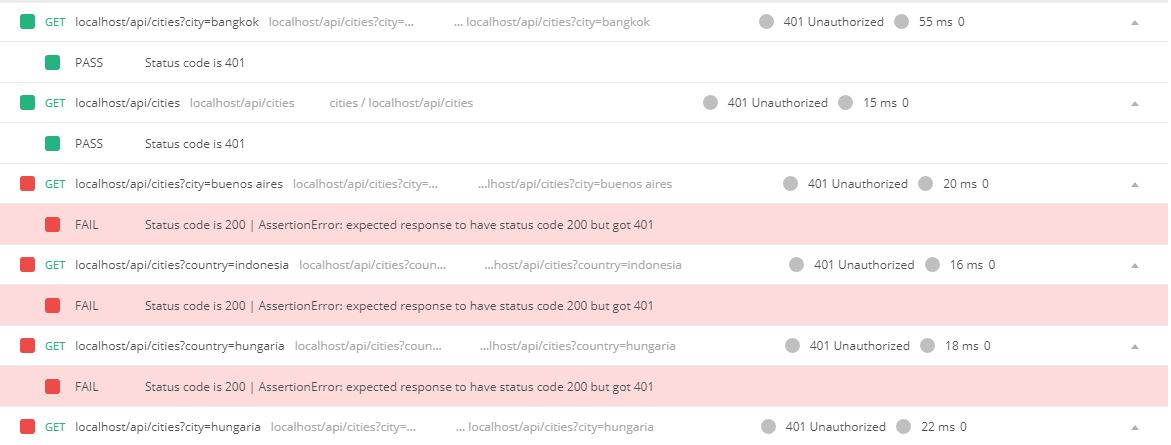 GET localhost/api/cities?city=bangkok localhost/api/cities?city=... ... localhost/api/cities?city=bangkok 401 Unauthorized 55 ms 0
PASS Status code is 401
GET localhost/api/cities localhost/api/cities cities / localhost/api/cities 401 Unauthorized 15 ms 0
PASS Status code is 401
GET localhost/api/cities?city=buenos aires localhost/api/cities?city=... ...lhost/api/cities?city=buenos aires 401 Unauthorized 20 ms 0
FAIL Status code is 200 | AssertionError: expected response to have status code 200 but got 401
GET localhost/api/cities?country=indonesia localhost/api/cities?coun... ...host/api/cities?country=indonesia 401 Unauthorized 16 ms 0
FAIL Status code is 200 | AssertionError: expected response to have status code 200 but got 401
GET localhost/api/cities?country=hungaria localhost/api/cities?coun... ...lhost/api/cities?country=hungaria 401 Unauthorized 18 ms 0
FAIL Status code is 200 | AssertionError: expected response to have status code 200 but got 401
GET localhost/api/cities?city=hungaria localhost/api/cities?city=... ... localhost/api/cities?city=hungaria 401 Unauthorized 22 ms 0